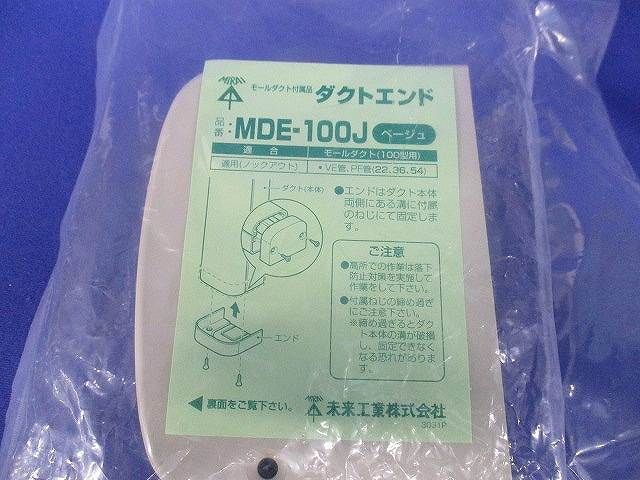 MIRAI
モールダクト付属品 ダクトエンド
品番: MDE-100J ベージュ
適合 モールダクト(100型用)
適用(ノックアウト) ・VE管、PF管(22、36、54)
ダクト(本体)
●エンドはダクト本体
両側にある溝に付属
のねじにて固定しま
す。
ご注意
●高所での作業は落下
防止対策を実施して
作業をして下さい。
●付属ねじの締め過ぎ
にご注意下さい。
※締め過ぎるとダク
ト本体の溝が破損
し、固定できなく
なる恐れがありま
す。
エンド
◀裏面をご覧下さい。
MIRAI 未来工業株式会社
3031P